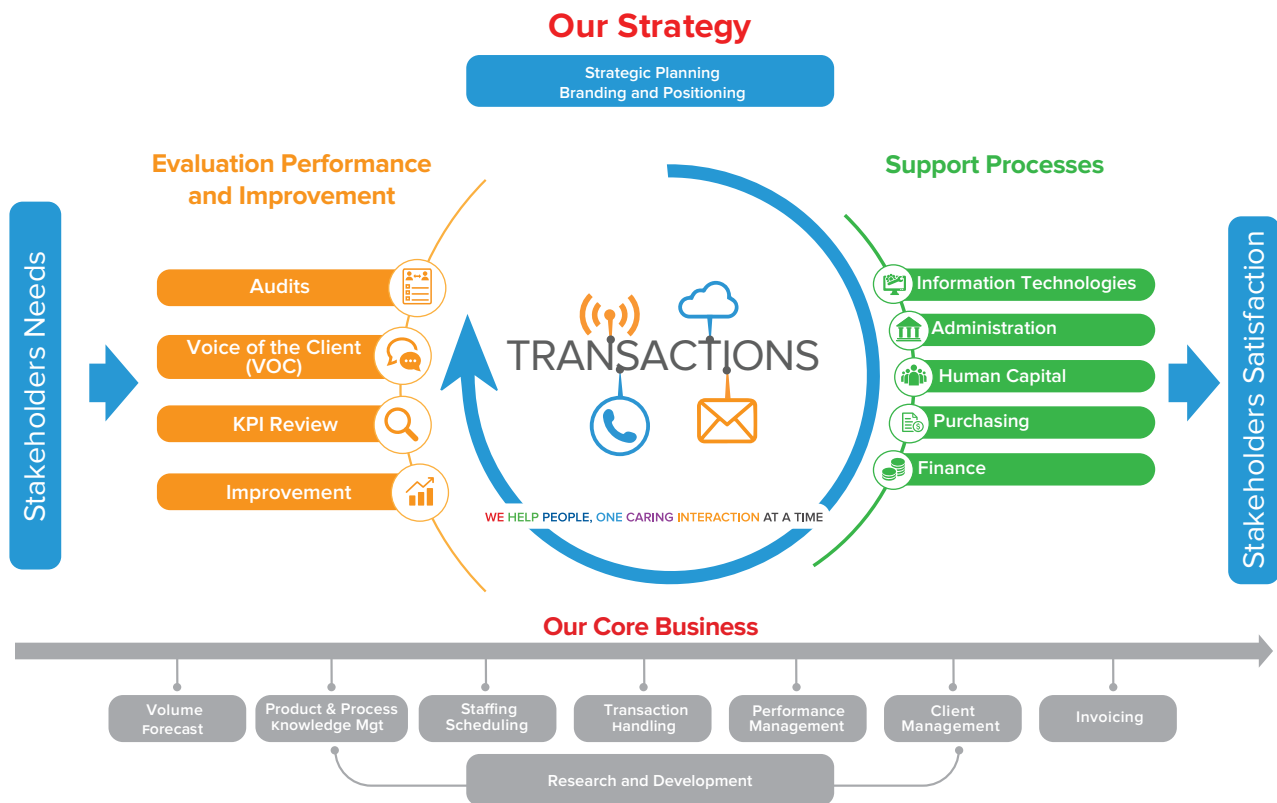 Our Strategy
Strategic Planning
Branding and Positioning
Evaluation Performance
and Improvement
Support Processes
Stakeholders Needs
Audits
Voice of the Client
(VOC)
KPI Review
Improvement
TRANSACTIONS
WE HELP PEOPLE, ONE CARING INTERACTION AT A TIME
Information Technologies
Administration
Human Capital
Purchasing
Finance
Stakeholders Satisfaction
Our Core Business
Volume
Forecast
Product & Process
Knowledge Mgt
Staffing
Scheduling
Transaction
Handling
Performance
Management
Client
Management
Invoicing
Research and Development